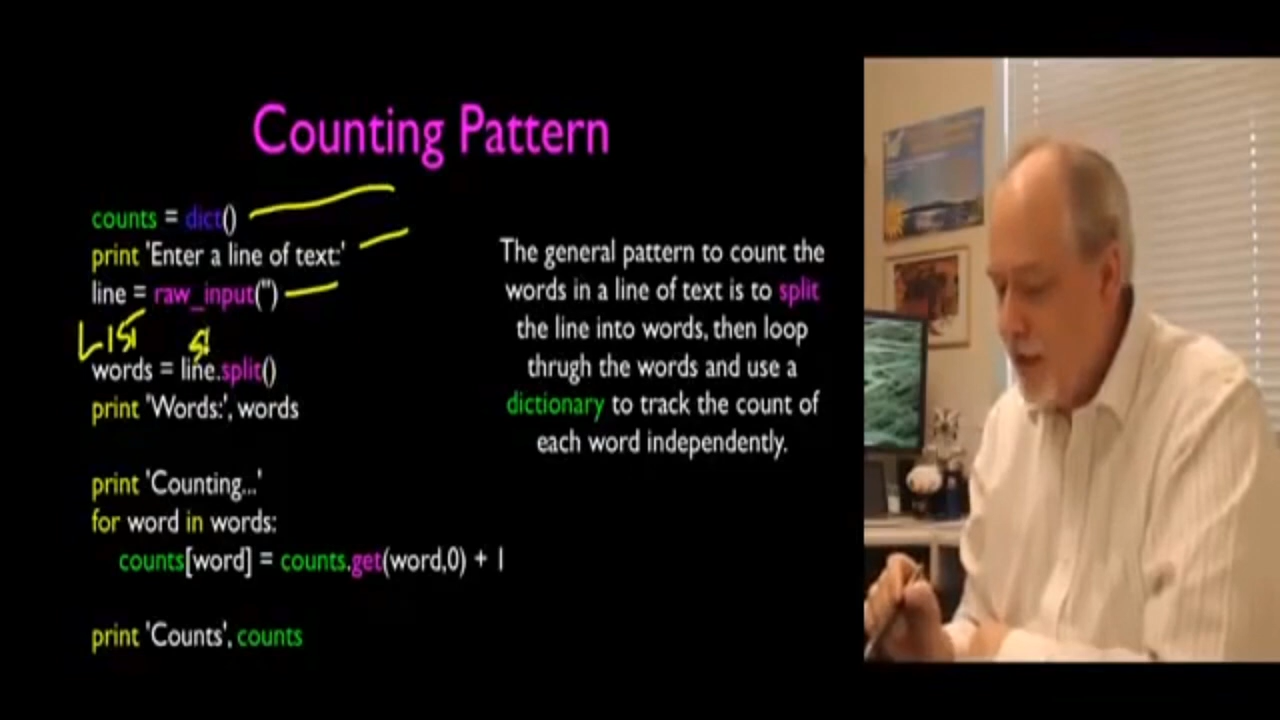 Counting Pattern
counts = dict()
print 'Enter a line of text:'
line = raw_input('')
LIST
words = line.split()
print 'Words:', words
print 'Counting...'
for word in words:
counts[word] = counts.get(word,0) + 1
print 'Counts', counts
The general pattern to count the
words in a line of text is to split
the line into words, then loop
thrugh the words and use a
dictionary to track the count of
each word independently.